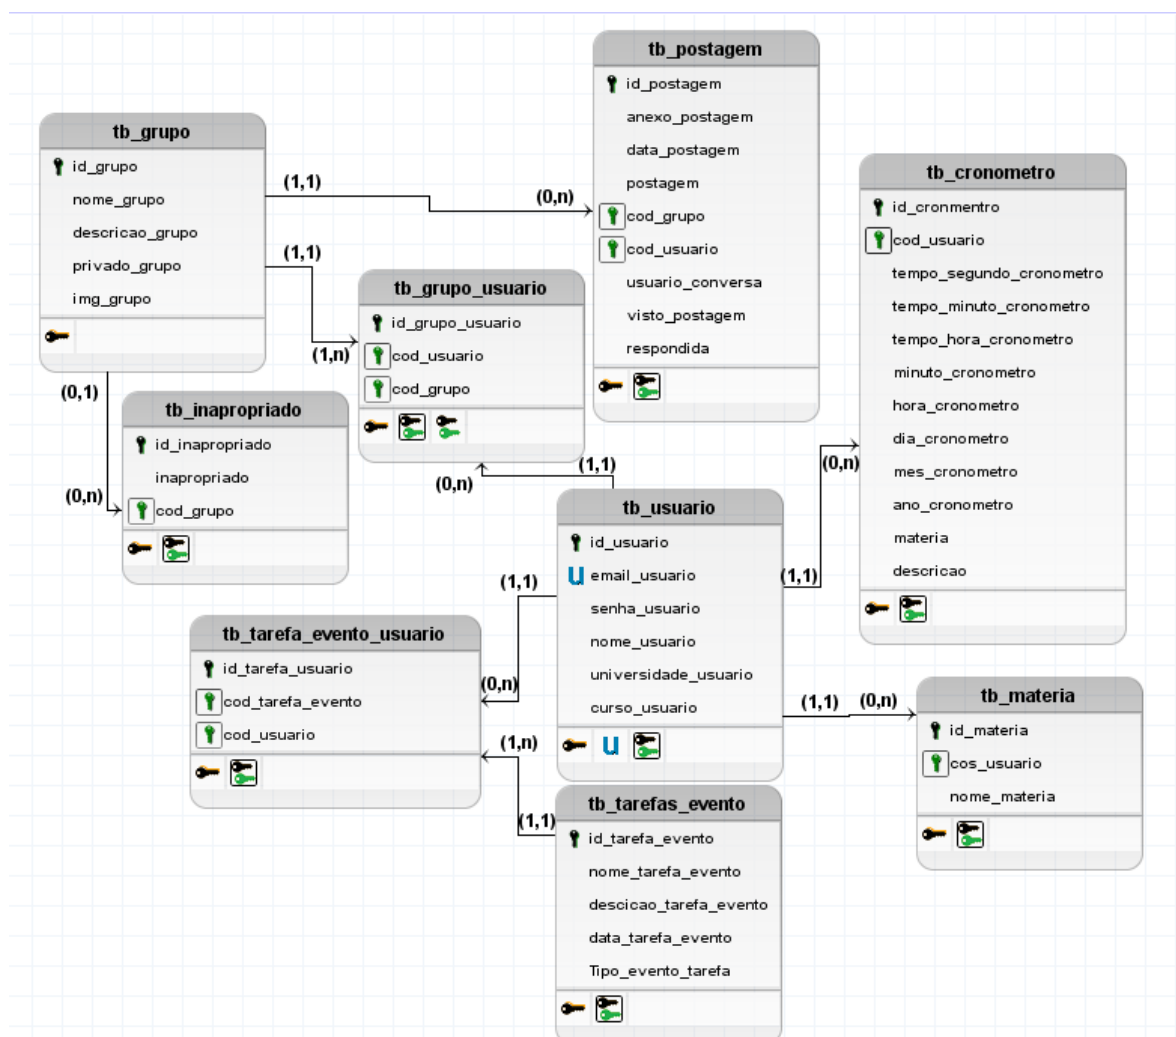 tb_postagem
id_postagem
anexo_postagem
data_postagem
postagem
cod_grupo
cod_usuario
usuario_conversa
visto_postagem
respondida
tb_grupo
id_grupo
nome_grupo
descricao_grupo
privado_grupo
img_grupo
(1,1)
(0,n)
(1,1)
(1,n)
(0,1)
(0,n)
tb_grupo_usuario
id_grupo_usuario
cod_usuario
cod_grupo
tb_cronometro
id_cronmentro
cod_usuario
tempo_segundo_cronometro
tempo_minuto_cronometro
tempo_hora_cronometro
minuto_cronometro
hora_cronometro
dia_cronometro
mes_cronometro
ano_cronometro
materia
descricao
tb_inapropriado
id_inapropriado
inapropriado
cod_grupo
(0,n)
(1,1)
(0,n)
(1,1)
tb_usuario
id_usuario
U email_usuario
senha_usuario
nome_usuario
universidade_usuario
curso_usuario
U
(1,1)
(0,n)
tb_tarefa_evento_usuario
id_tarefa_usuario
cod_tarefa_evento
cod_usuario
(1,n)
(1,1)
(1,1)
(0,n)
tb_materia
id_materia
cos_usuario
nome_materia
tb_tarefas_evento
id_tarefa_evento
nome_tarefa_evento
descicao_tarefa_evento
data_tarefa_evento
Tipo_evento_tarefa